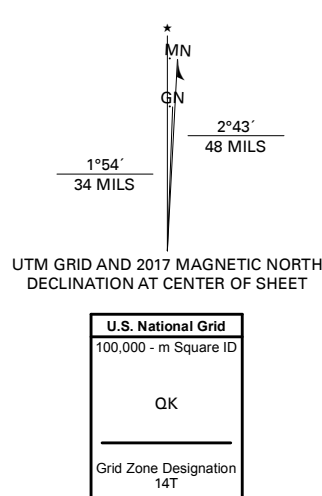 ★
MN
GN
2°43´
48 MILS
1°54´
34 MILS
UTM GRID AND 2017 MAGNETIC NORTH
DECLINATION AT CENTER OF SHEET
U.S. National Grid
100,000 - m Square ID
QK
Grid Zone Designation
14T